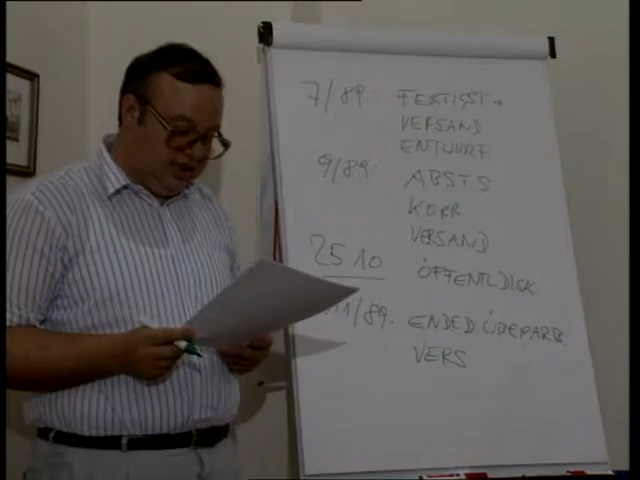 7/89 FERTIGST +
VERSAND
ENTWURF
9/89 ABSTS
KORR
VERSAND
25 10 ÖFFENTL DISK
11/89. ENDED. ÜBERARB.
VERS